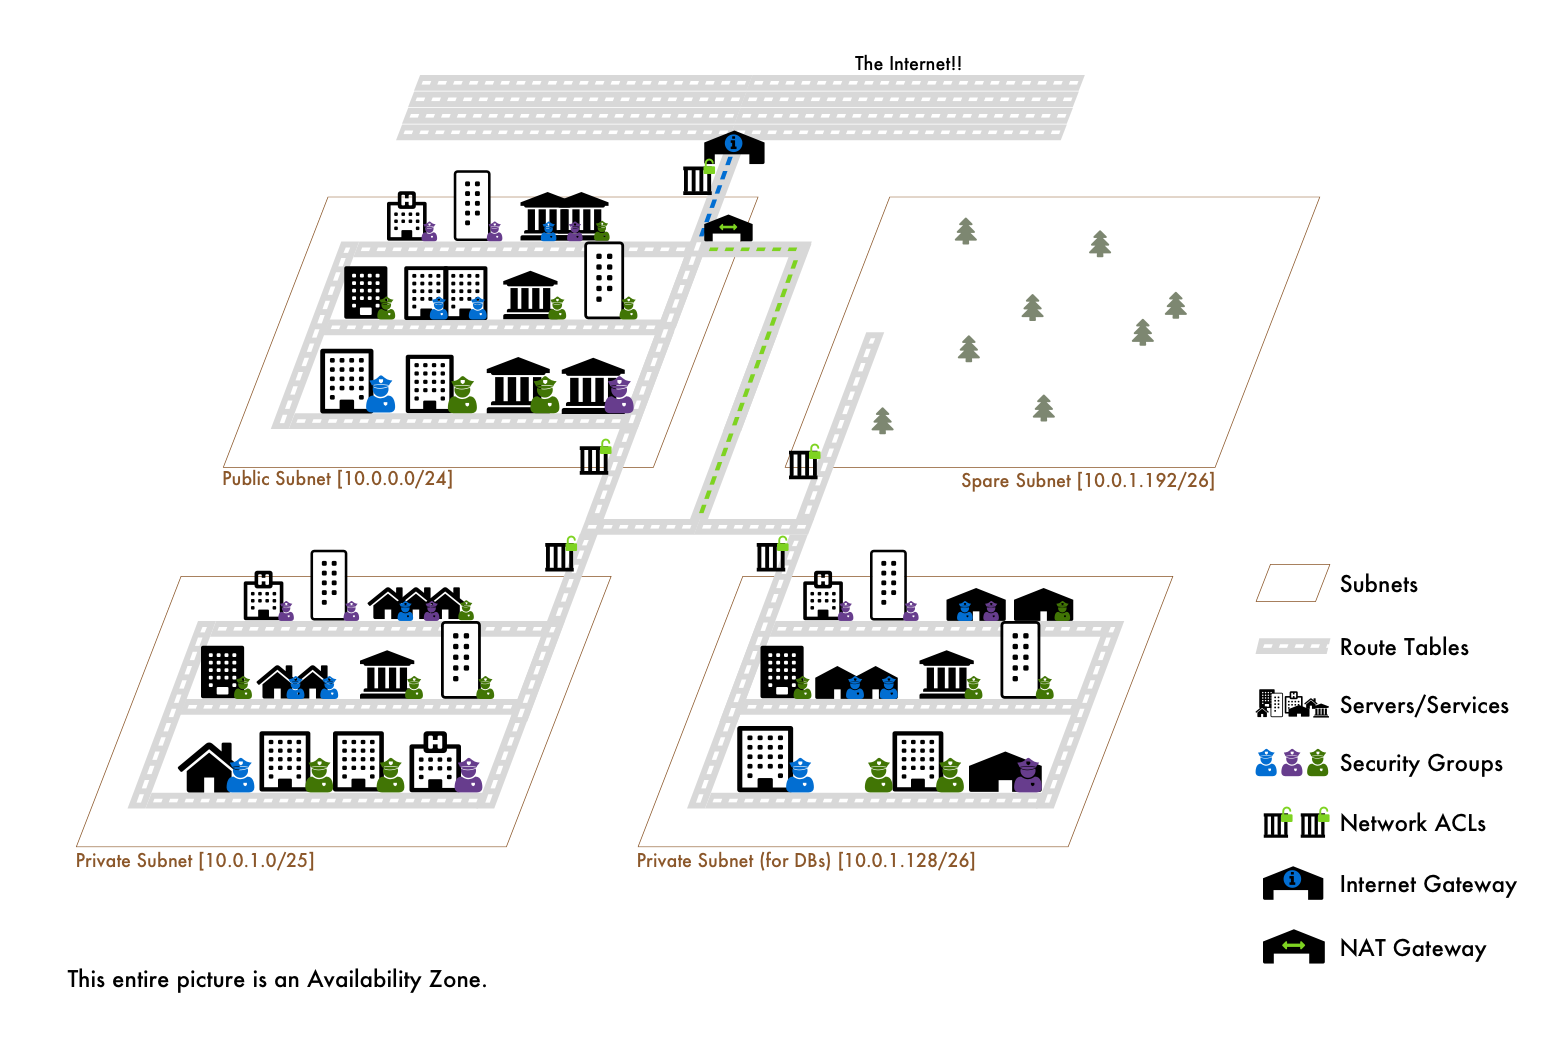 The Internet!!
Public Subnet [10.0.0.0/24]
Spare Subnet [10.0.1.192/26]
Private Subnet [10.0.1.0/25]
Private Subnet (for DBs) [10.0.1.128/26]
Subnets
Route Tables
Servers/Services
Security Groups
Network ACLs
Internet Gateway
NAT Gateway
This entire picture is an Availability Zone.